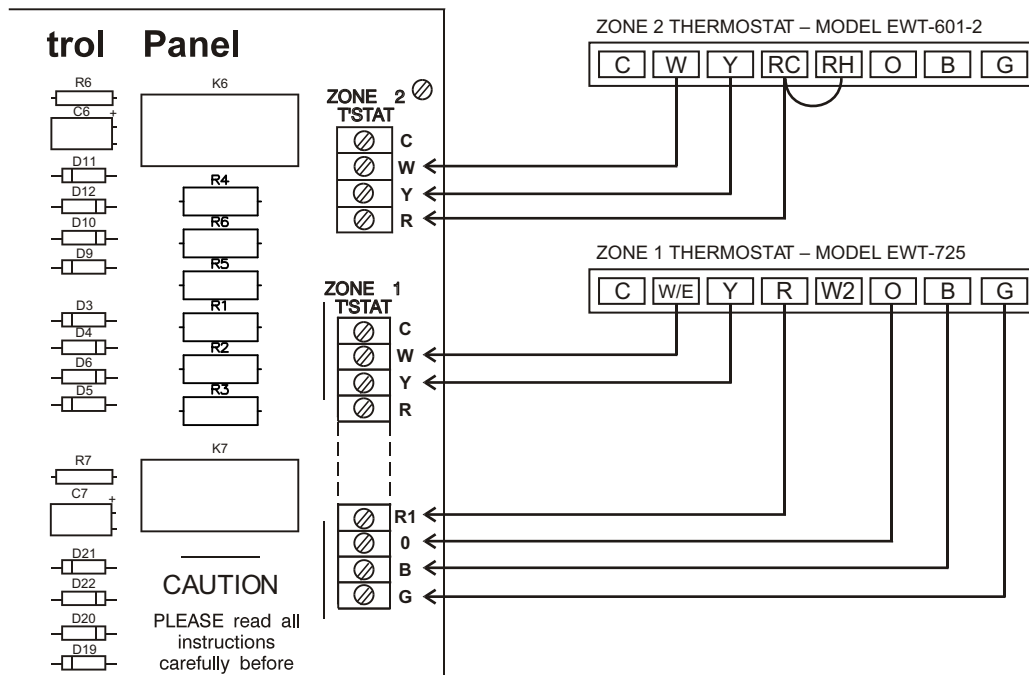 trol Panel
R6
C6
+
D11
D12
D10
D9
D3
D4
D6
D5
R7
C7
+
D21
D22
D20
D19
K6
R4
R6
R5
R1
R2
R3
K7
CAUTION
PLEASE read all
instructions
carefully before
ZONE 2
T'STAT
C
W
Y
R
ZONE 1
T'STAT
C
W
Y
R
R1
0
B
G
ZONE 2 THERMOSTAT – MODEL EWT-601-2
C W Y RC RH O B G
ZONE 1 THERMOSTAT – MODEL EWT-725
C W/E Y R W2 O B G